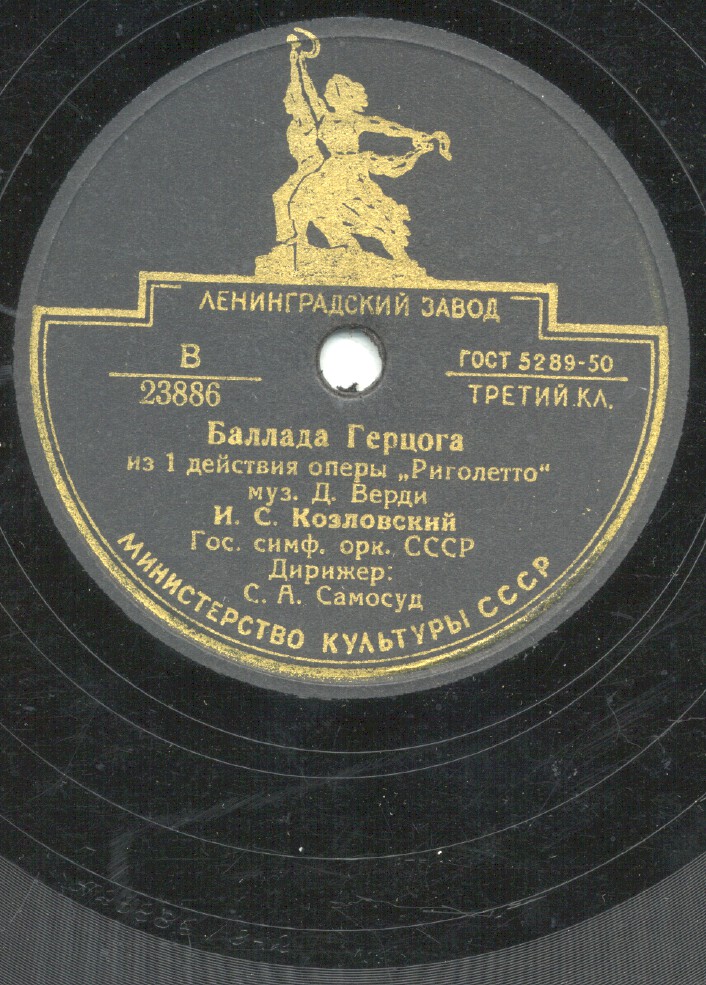 ЛЕНИНГРАДСКИЙ ЗАВОД
В
23886
ГОСТ 5289-50
ТРЕТИЙ КЛ.
Баллада Герцога
из 1 действия оперы „Риголетто“
муз. Д. Верди
И. С. Козловский
Гос. симф. орк. СССР
Дирижер:
С. А. Самосуд
МИНИСТЕРСТВО КУЛЬТУРЫ СССР